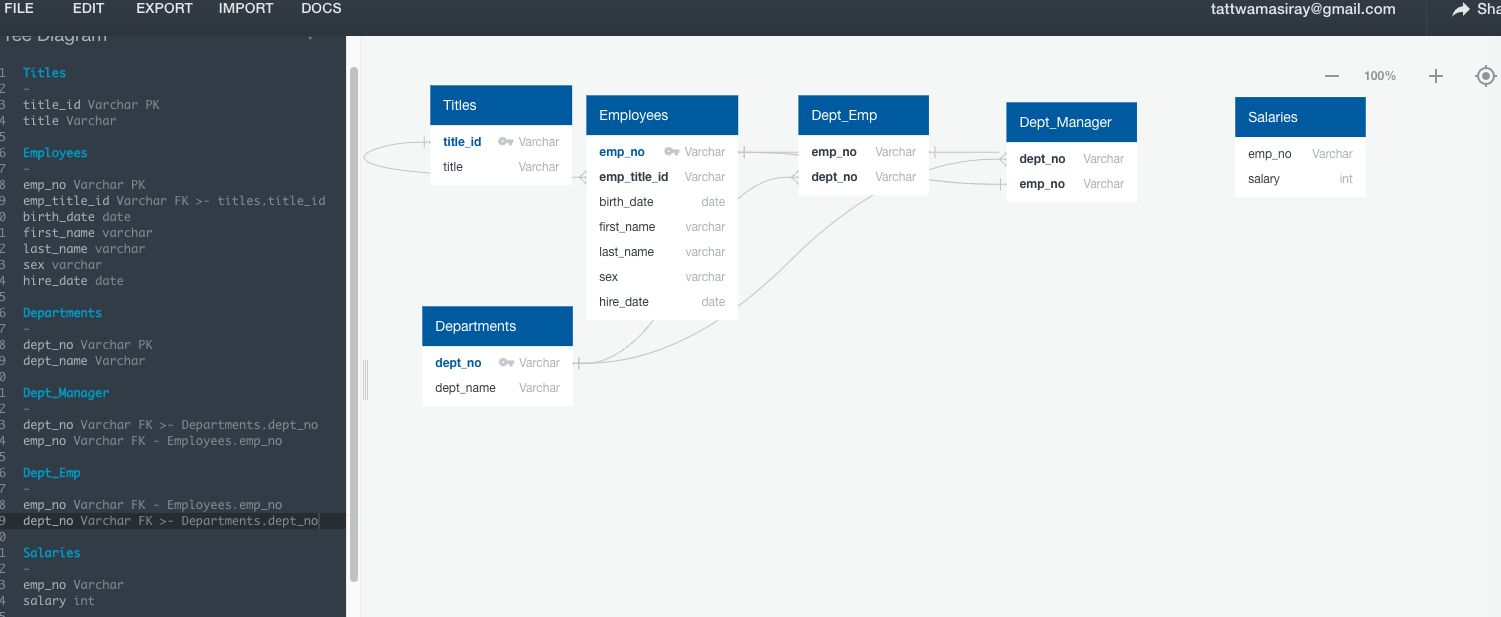 FILE EDIT EXPORT IMPORT DOCS tattwamasiray@gmail.com Sha
ree Diagram
1 Titles
2 -
3 title_id Varchar PK
4 title Varchar
5
6 Employees
7 -
8 emp_no Varchar PK
9 emp_title_id Varchar FK >- titles.title_id
0 birth_date date
1 first_name varchar
2 last_name varchar
3 sex varchar
4 hire_date date
5
6 Departments
7 -
8 dept_no Varchar PK
9 dept_name Varchar
0
1 Dept_Manager
2 -
3 dept_no Varchar FK >- Departments.dept_no
4 emp_no Varchar FK - Employees.emp_no
5
6 Dept_Emp
7 -
8 emp_no Varchar FK - Employees.emp_no
9 dept_no Varchar FK >- Departments.dept_no
0
1 Salaries
2 -
3 emp_no Varchar
4 salary int
5
100%
Titles
title_id Varchar
title Varchar
Employees
emp_no Varchar
emp_title_id Varchar
birth_date date
first_name varchar
last_name varchar
sex varchar
hire_date date
Dept_Emp
emp_no Varchar
dept_no Varchar
Dept_Manager
dept_no Varchar
emp_no Varchar
Salaries
emp_no Varchar
salary int
Departments
dept_no Varchar
dept_name Varchar